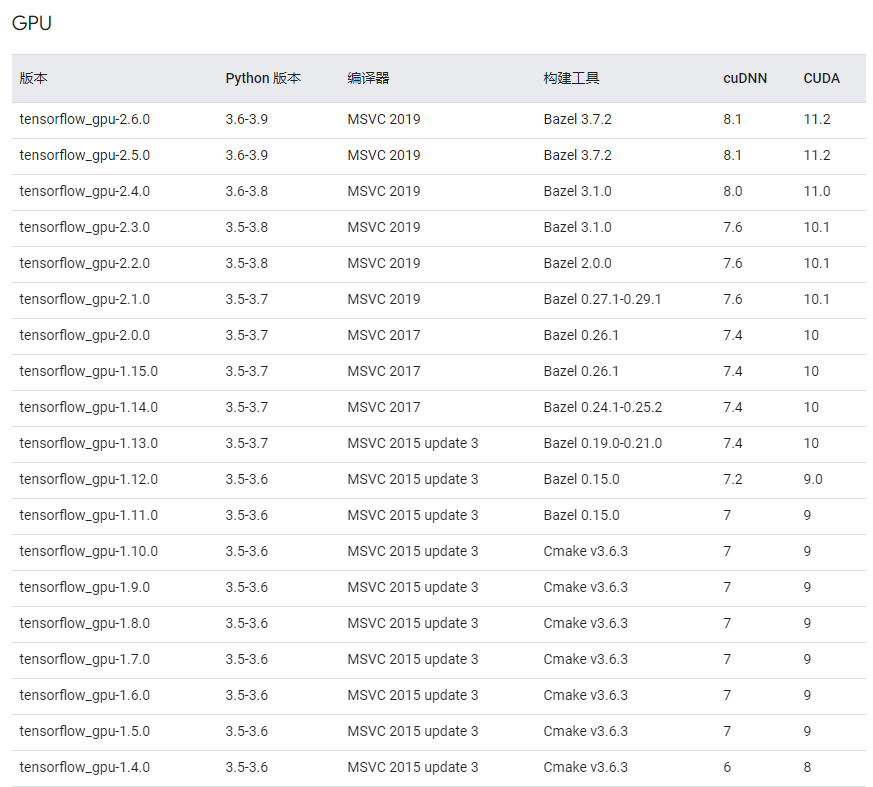 GPU
版本 Python 版本 编译器 构建工具 cuDNN CUDA
tensorflow_gpu-2.6.0 3.6-3.9 MSVC 2019 Bazel 3.7.2 8.1 11.2
tensorflow_gpu-2.5.0 3.6-3.9 MSVC 2019 Bazel 3.7.2 8.1 11.2
tensorflow_gpu-2.4.0 3.6-3.8 MSVC 2019 Bazel 3.1.0 8.0 11.0
tensorflow_gpu-2.3.0 3.5-3.8 MSVC 2019 Bazel 3.1.0 7.6 10.1
tensorflow_gpu-2.2.0 3.5-3.8 MSVC 2019 Bazel 2.0.0 7.6 10.1
tensorflow_gpu-2.1.0 3.5-3.7 MSVC 2019 Bazel 0.27.1-0.29.1 7.6 10.1
tensorflow_gpu-2.0.0 3.5-3.7 MSVC 2017 Bazel 0.26.1 7.4 10
tensorflow_gpu-1.15.0 3.5-3.7 MSVC 2017 Bazel 0.26.1 7.4 10
tensorflow_gpu-1.14.0 3.5-3.7 MSVC 2017 Bazel 0.24.1-0.25.2 7.4 10
tensorflow_gpu-1.13.0 3.5-3.7 MSVC 2015 update 3 Bazel 0.19.0-0.21.0 7.4 10
tensorflow_gpu-1.12.0 3.5-3.6 MSVC 2015 update 3 Bazel 0.15.0 7.2 9.0
tensorflow_gpu-1.11.0 3.5-3.6 MSVC 2015 update 3 Bazel 0.15.0 7 9
tensorflow_gpu-1.10.0 3.5-3.6 MSVC 2015 update 3 Cmake v3.6.3 7 9
tensorflow_gpu-1.9.0 3.5-3.6 MSVC 2015 update 3 Cmake v3.6.3 7 9
tensorflow_gpu-1.8.0 3.5-3.6 MSVC 2015 update 3 Cmake v3.6.3 7 9
tensorflow_gpu-1.7.0 3.5-3.6 MSVC 2015 update 3 Cmake v3.6.3 7 9
tensorflow_gpu-1.6.0 3.5-3.6 MSVC 2015 update 3 Cmake v3.6.3 7 9
tensorflow_gpu-1.5.0 3.5-3.6 MSVC 2015 update 3 Cmake v3.6.3 7 9
tensorflow_gpu-1.4.0 3.5-3.6 MSVC 2015 update 3 Cmake v3.6.3 6 8